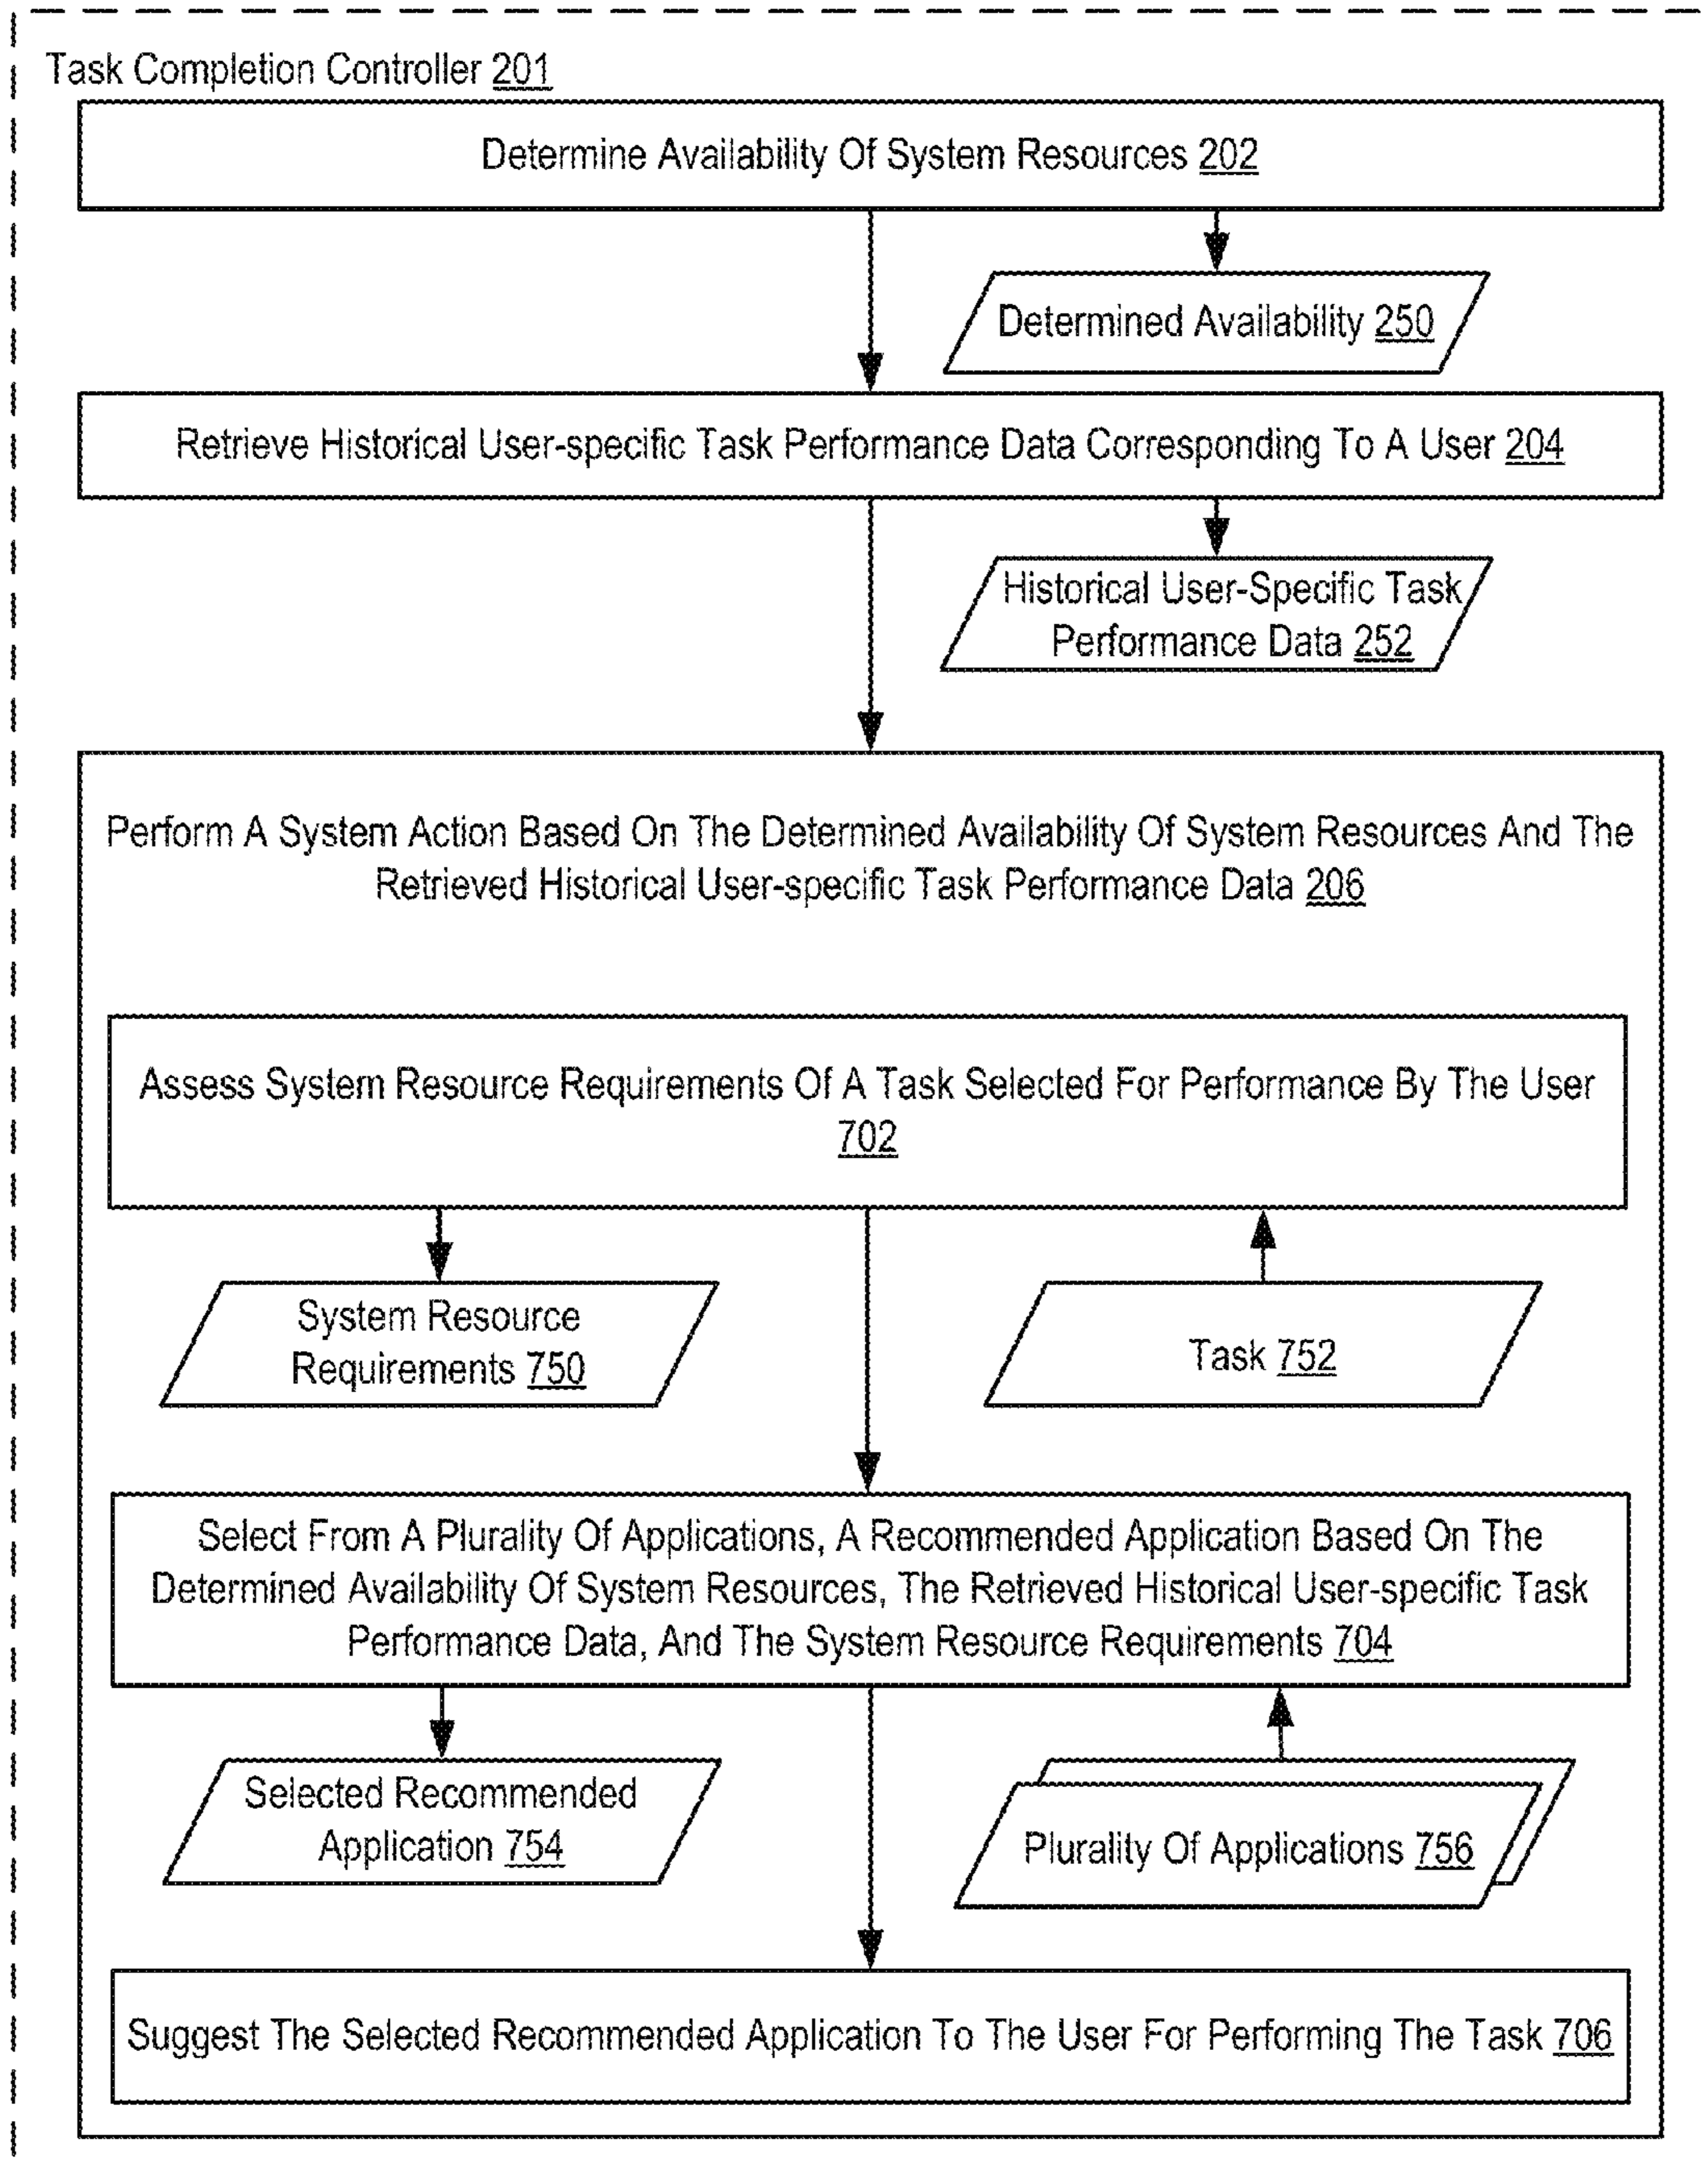 Task Completion Controller 201
Determine Availability Of System Resources 202
Determined Availability 250
Retrieve Historical User-specific Task Performance Data Corresponding To A User 204
Historical User-Specific Task
Performance Data 252
Perform A System Action Based On The Determined Availability Of System Resources And The
Retrieved Historical User-specific Task Performance Data 206
Assess System Resource Requirements Of A Task Selected For Performance By The User
702
System Resource
Requirements 750
Task 752
Select From A Plurality Of Applications, A Recommended Application Based On The
Determined Availability Of System Resources, The Retrieved Historical User-specific Task
Performance Data, And The System Resource Requirements 704
Selected Recommended
Application 754
Plurality Of Applications 756
Suggest The Selected Recommended Application To The User For Performing The Task 706